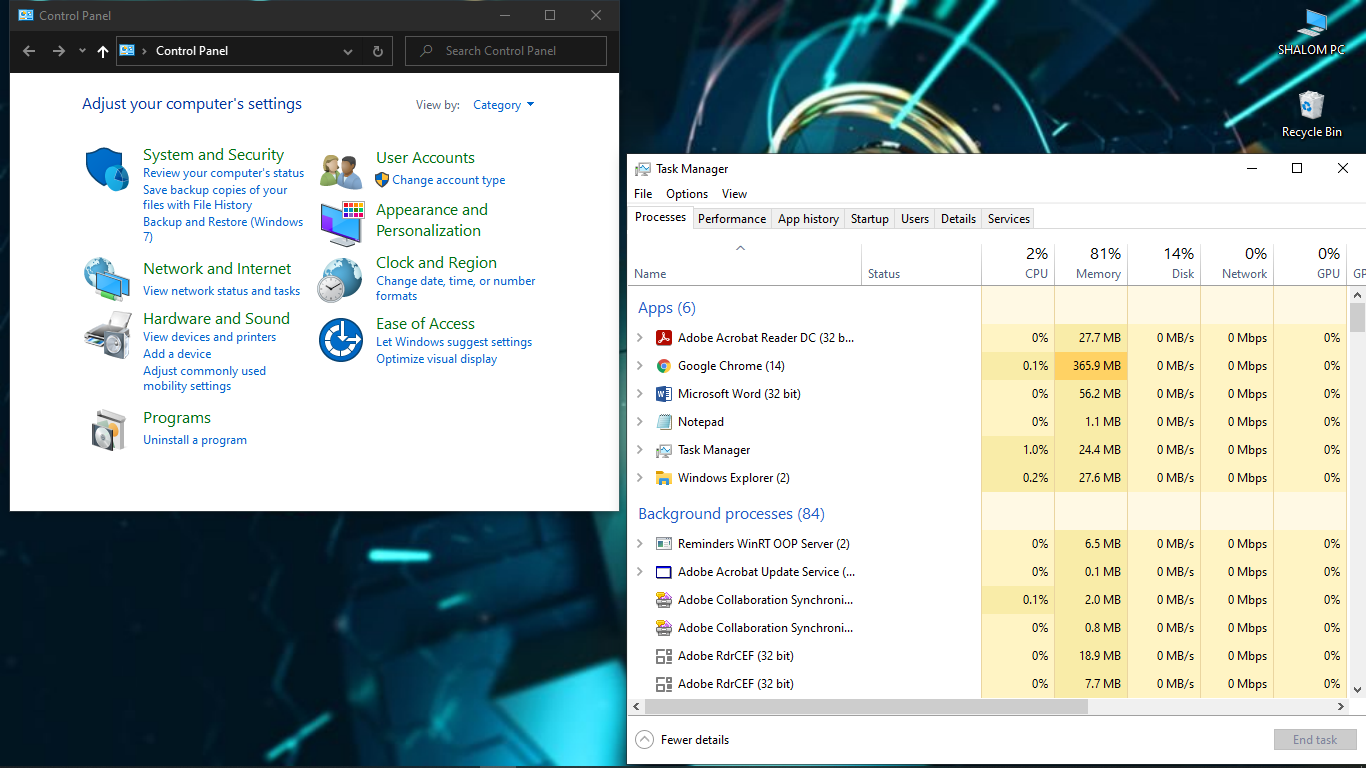 Control Panel
Control Panel
Search Control Panel
Adjust your computer's settings
View by:
Category
System and Security
Review your computer's status
Save backup copies of your
files with File History
Backup and Restore (Windows
7)
Network and Internet
View network status and tasks
Hardware and Sound
View devices and printers
Add a device
Adjust commonly used
mobility settings
Programs
Uninstall a program
User Accounts
Change account type
Appearance and
Personalization
Clock and Region
Change date, time, or number
formats
Ease of Access
Let Windows suggest settings
Optimize visual display
SHALOM PC
Recycle Bin
Task Manager
File Options View
Processes Performance App history Startup Users Details Services
2% 81% 14% 0% 0%
Name Status CPU Memory Disk Network GPU GP
Apps (6)
Adobe Acrobat Reader DC (32 b... 0% 27.7 MB 0 MB/s 0 Mbps 0%
Google Chrome (14) 0.1% 365.9 MB 0 MB/s 0 Mbps 0%
Microsoft Word (32 bit) 0% 56.2 MB 0 MB/s 0 Mbps 0%
Notepad 0% 1.1 MB 0 MB/s 0 Mbps 0%
Task Manager 1.0% 24.4 MB 0 MB/s 0 Mbps 0%
Windows Explorer (2) 0.2% 27.6 MB 0 MB/s 0 Mbps 0%
Background processes (84)
Reminders WinRT OOP Server (2) 0% 6.5 MB 0 MB/s 0 Mbps 0%
Adobe Acrobat Update Service (... 0% 0.1 MB 0 MB/s 0 Mbps 0%
Adobe Collaboration Synchroni... 0.1% 2.0 MB 0 MB/s 0 Mbps 0%
Adobe Collaboration Synchroni... 0% 0.8 MB 0 MB/s 0 Mbps 0%
Adobe RdrCEF (32 bit) 0% 18.9 MB 0 MB/s 0 Mbps 0%
Adobe RdrCEF (32 bit) 0% 7.7 MB 0 MB/s 0 Mbps 0%
Fewer details
End task